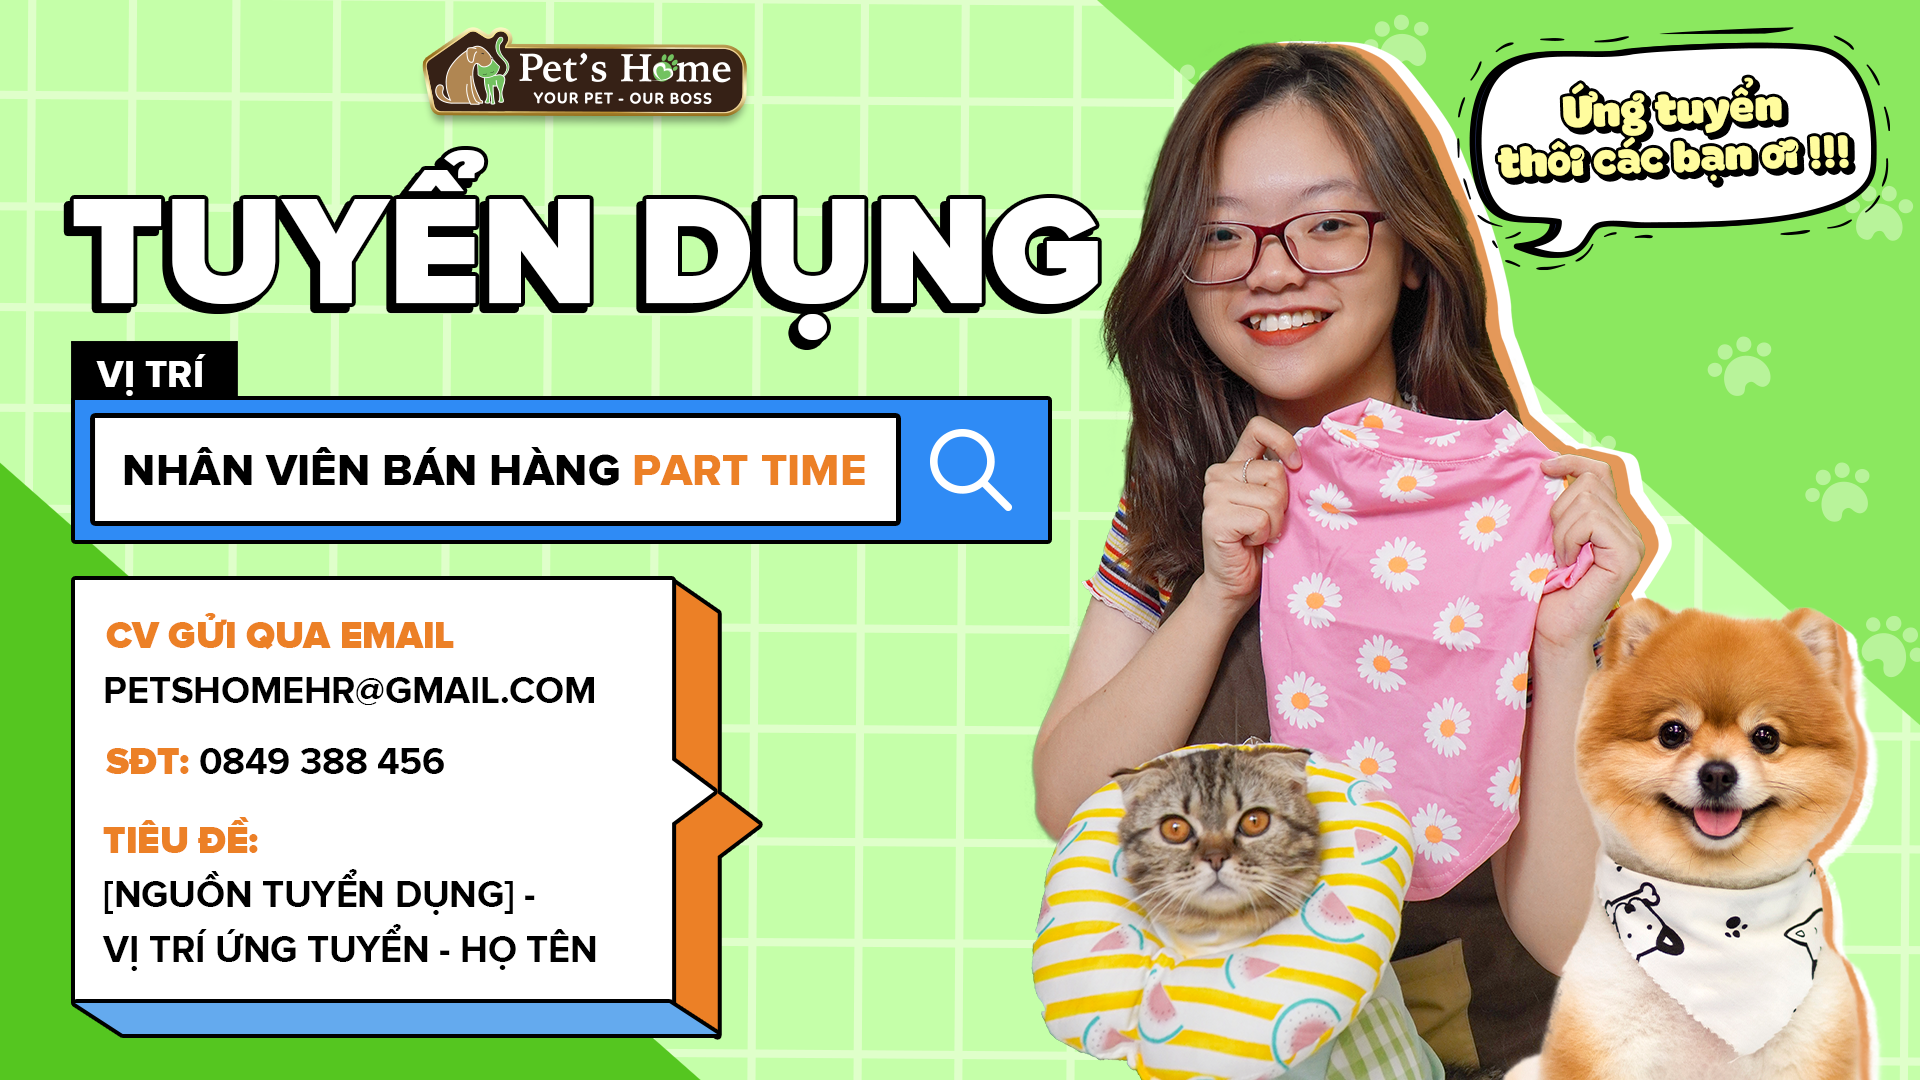 Pet's Home
YOUR PET - OUR BOSS
Ứng tuyển
thôi các bạn ơi !!!
TUYỂN DỤNG
VỊ TRÍ
NHÂN VIÊN BÁN HÀNG PART TIME
CV GỬI QUA EMAIL
PETSHOMEHR@GMAIL.COM
SĐT: 0849 388 456
TIÊU ĐỀ:
[NGUỒN TUYỂN DỤNG] -
VỊ TRÍ ỨNG TUYỂN - HỌ TÊN